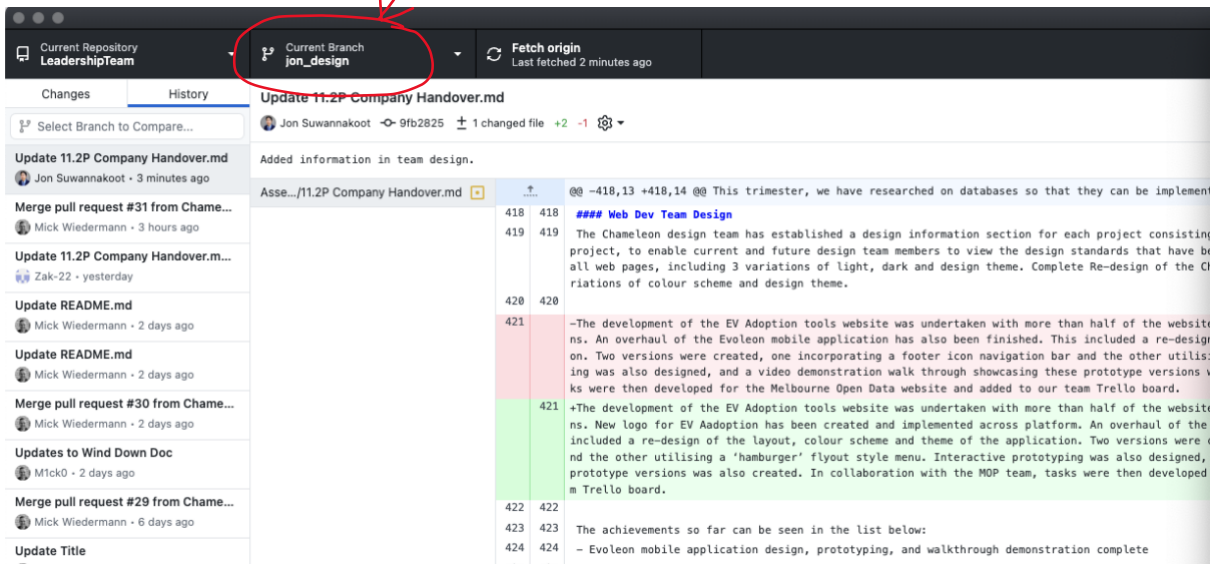 Current Repository
LeadershipTeam
Current Branch
jon_design
Fetch origin
Last fetched 2 minutes ago
Changes
History
Select Branch to Compare...
Update 11.2P Company Handover.md
Jon Suwannakoot • 3 minutes ago
Merge pull request #31 from Chame...
Mick Wiedermann • 3 hours ago
Update 11.2P Company Handover.m...
Zak-22 • yesterday
Update README.md
Mick Wiedermann • 2 days ago
Update README.md
Mick Wiedermann • 2 days ago
Merge pull request #30 from Chame...
Mick Wiedermann • 2 days ago
Updates to Wind Down Doc
M1ck0 • 2 days ago
Merge pull request #29 from Chame...
Mick Wiedermann • 6 days ago
Update Title
Update 11.2P Company Handover.md
Jon Suwannakoot 9fb2825 1 changed file +2 -1
Added information in team design.
Asse.../11.2P Company Handover.md
@@ -418,13 +418,14 @@ This trimester, we have researched on databases so that they can be implement
418 418 #### Web Dev Team Design
419 419 The Chameleon design team has established a design information section for each project consisting
project, to enable current and future design team members to view the design standards that have be
all web pages, including 3 variations of light, dark and design theme. Complete Re-design of the Ch
riations of colour scheme and design theme.
420 420
421 -The development of the EV Adoption tools website was undertaken with more than half of the website
ns. An overhaul of the Evoleon mobile application has also been finished. This included a re-design
on. Two versions were created, one incorporating a footer icon navigation bar and the other utilis
ing was also designed, and a video demonstration walk through showcasing these prototype versions w
ks were then developed for the Melbourne Open Data website and added to our team Trello board.
421 +The development of the EV Adoption tools website was undertaken with more than half of the website
ns. New logo for EV Aadoption has been created and implemented across platform. An overhaul of the
included a re-design of the layout, colour scheme and theme of the application. Two versions were c
nd the other utilising a ‘hamburger’ flyout style menu. Interactive prototyping was also designed,
prototype versions was also created. In collaboration with the MOP team, tasks were then developed
m Trello board.
422 422
423 423 The achievements so far can be seen in the list below:
424 424 - Evoleon mobile application design, prototyping, and walkthrough demonstration complete